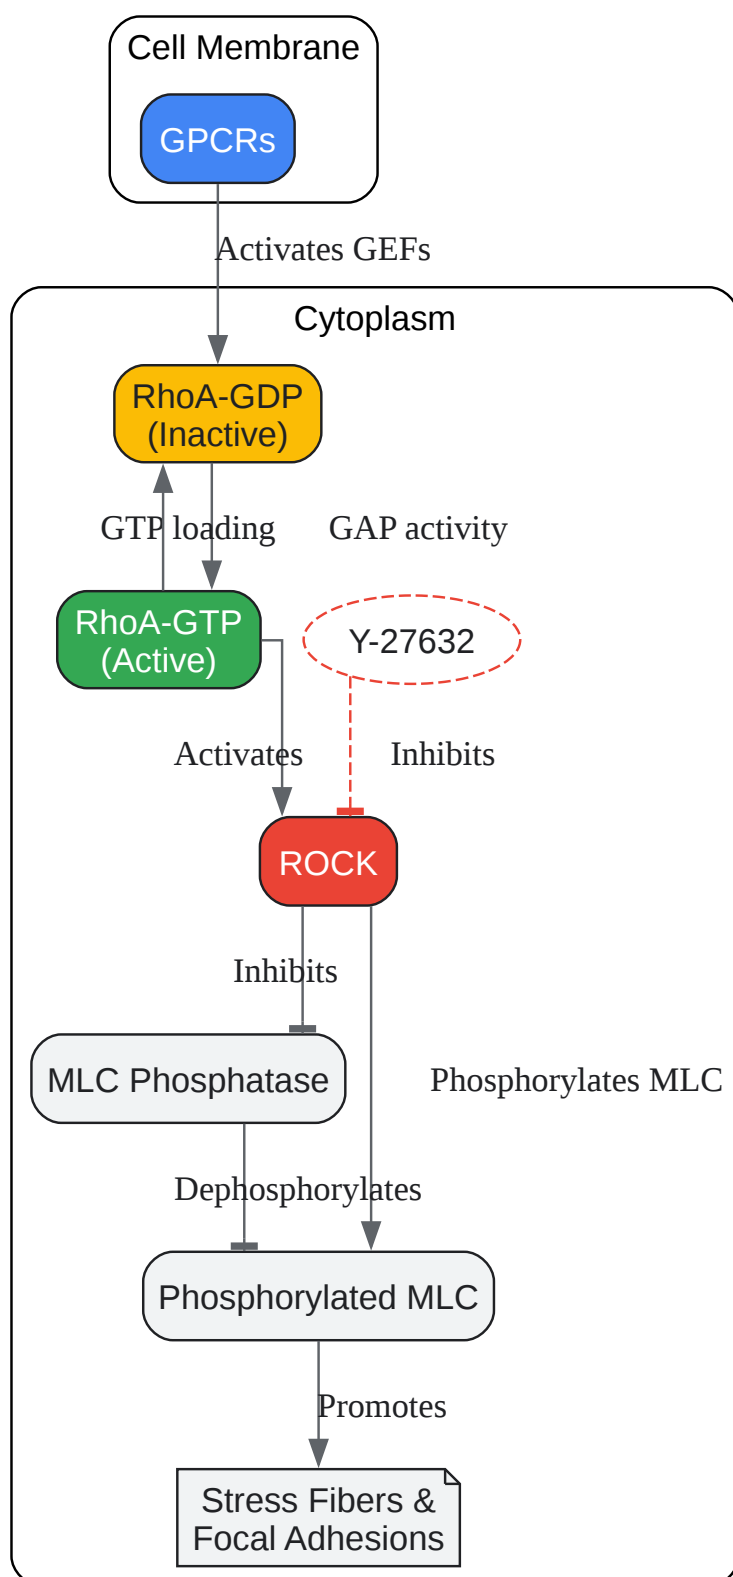 Cell Membrane
GPCRs
Activates GEFs
Cytoplasm
RhoA-GDP
(Inactive)
GTP loading
GAP activity
RhoA-GTP
(Active)
Y-27632
Activates
Inhibits
ROCK
Inhibits
MLC Phosphatase
Phosphorylates MLC
Dephosphorylates
Phosphorylated MLC
Promotes
Stress Fibers &
Focal Adhesions